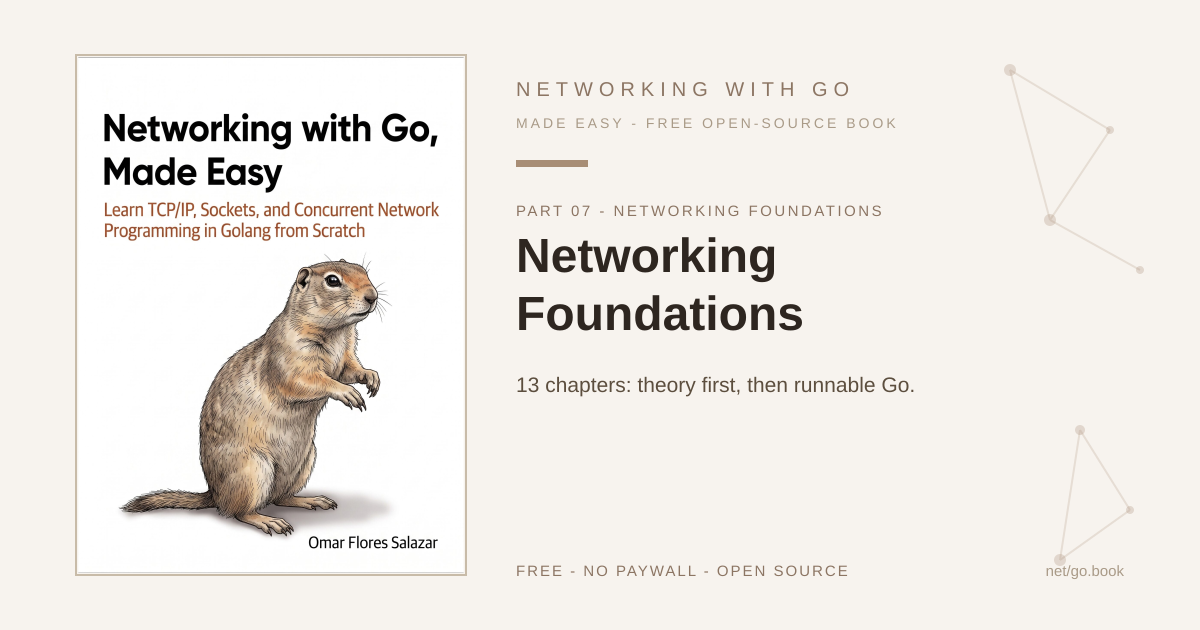 Networking with Go,
Made Easy
Learn TCP/IP, Sockets, and Concurrent Network
Programming in Golang from Scratch
Omar Flores Salazar
NETWORKING WITH GO
MADE EASY - FREE OPEN-SOURCE BOOK
PART 07 - NETWORKING FOUNDATIONS
Networking
Foundations
13 chapters: theory first, then runnable Go.
FREE - NO PAYWALL - OPEN SOURCE
net/go.book